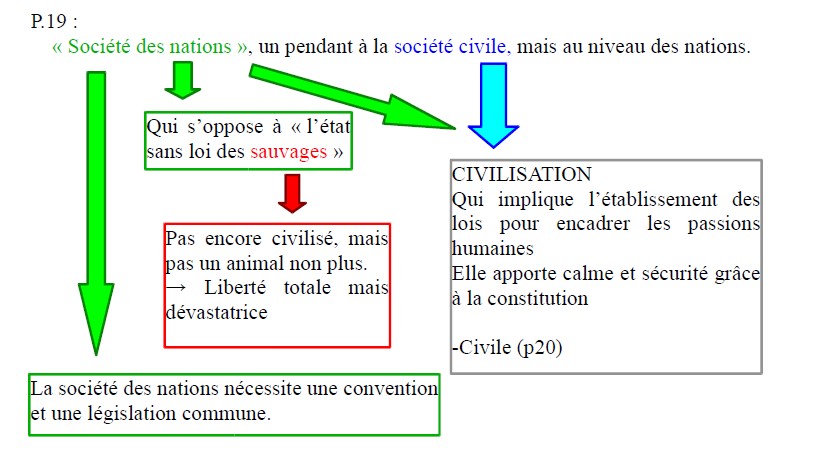 P.19 :
« Société des nations », un pendant à la société civile, mais au niveau des nations.
Qui s’oppose à « l’état
sans loi des sauvages »
CIVILISATION
Qui implique l’établissement des
lois pour encadrer les passions
humaines
Elle apporte calme et sécurité grâce
à la constitution
-Civile (p20)
Pas encore civilisé, mais
pas un animal non plus.
→ Liberté totale mais
dévastatrice
La société des nations nécessite une convention
et une législation commune.